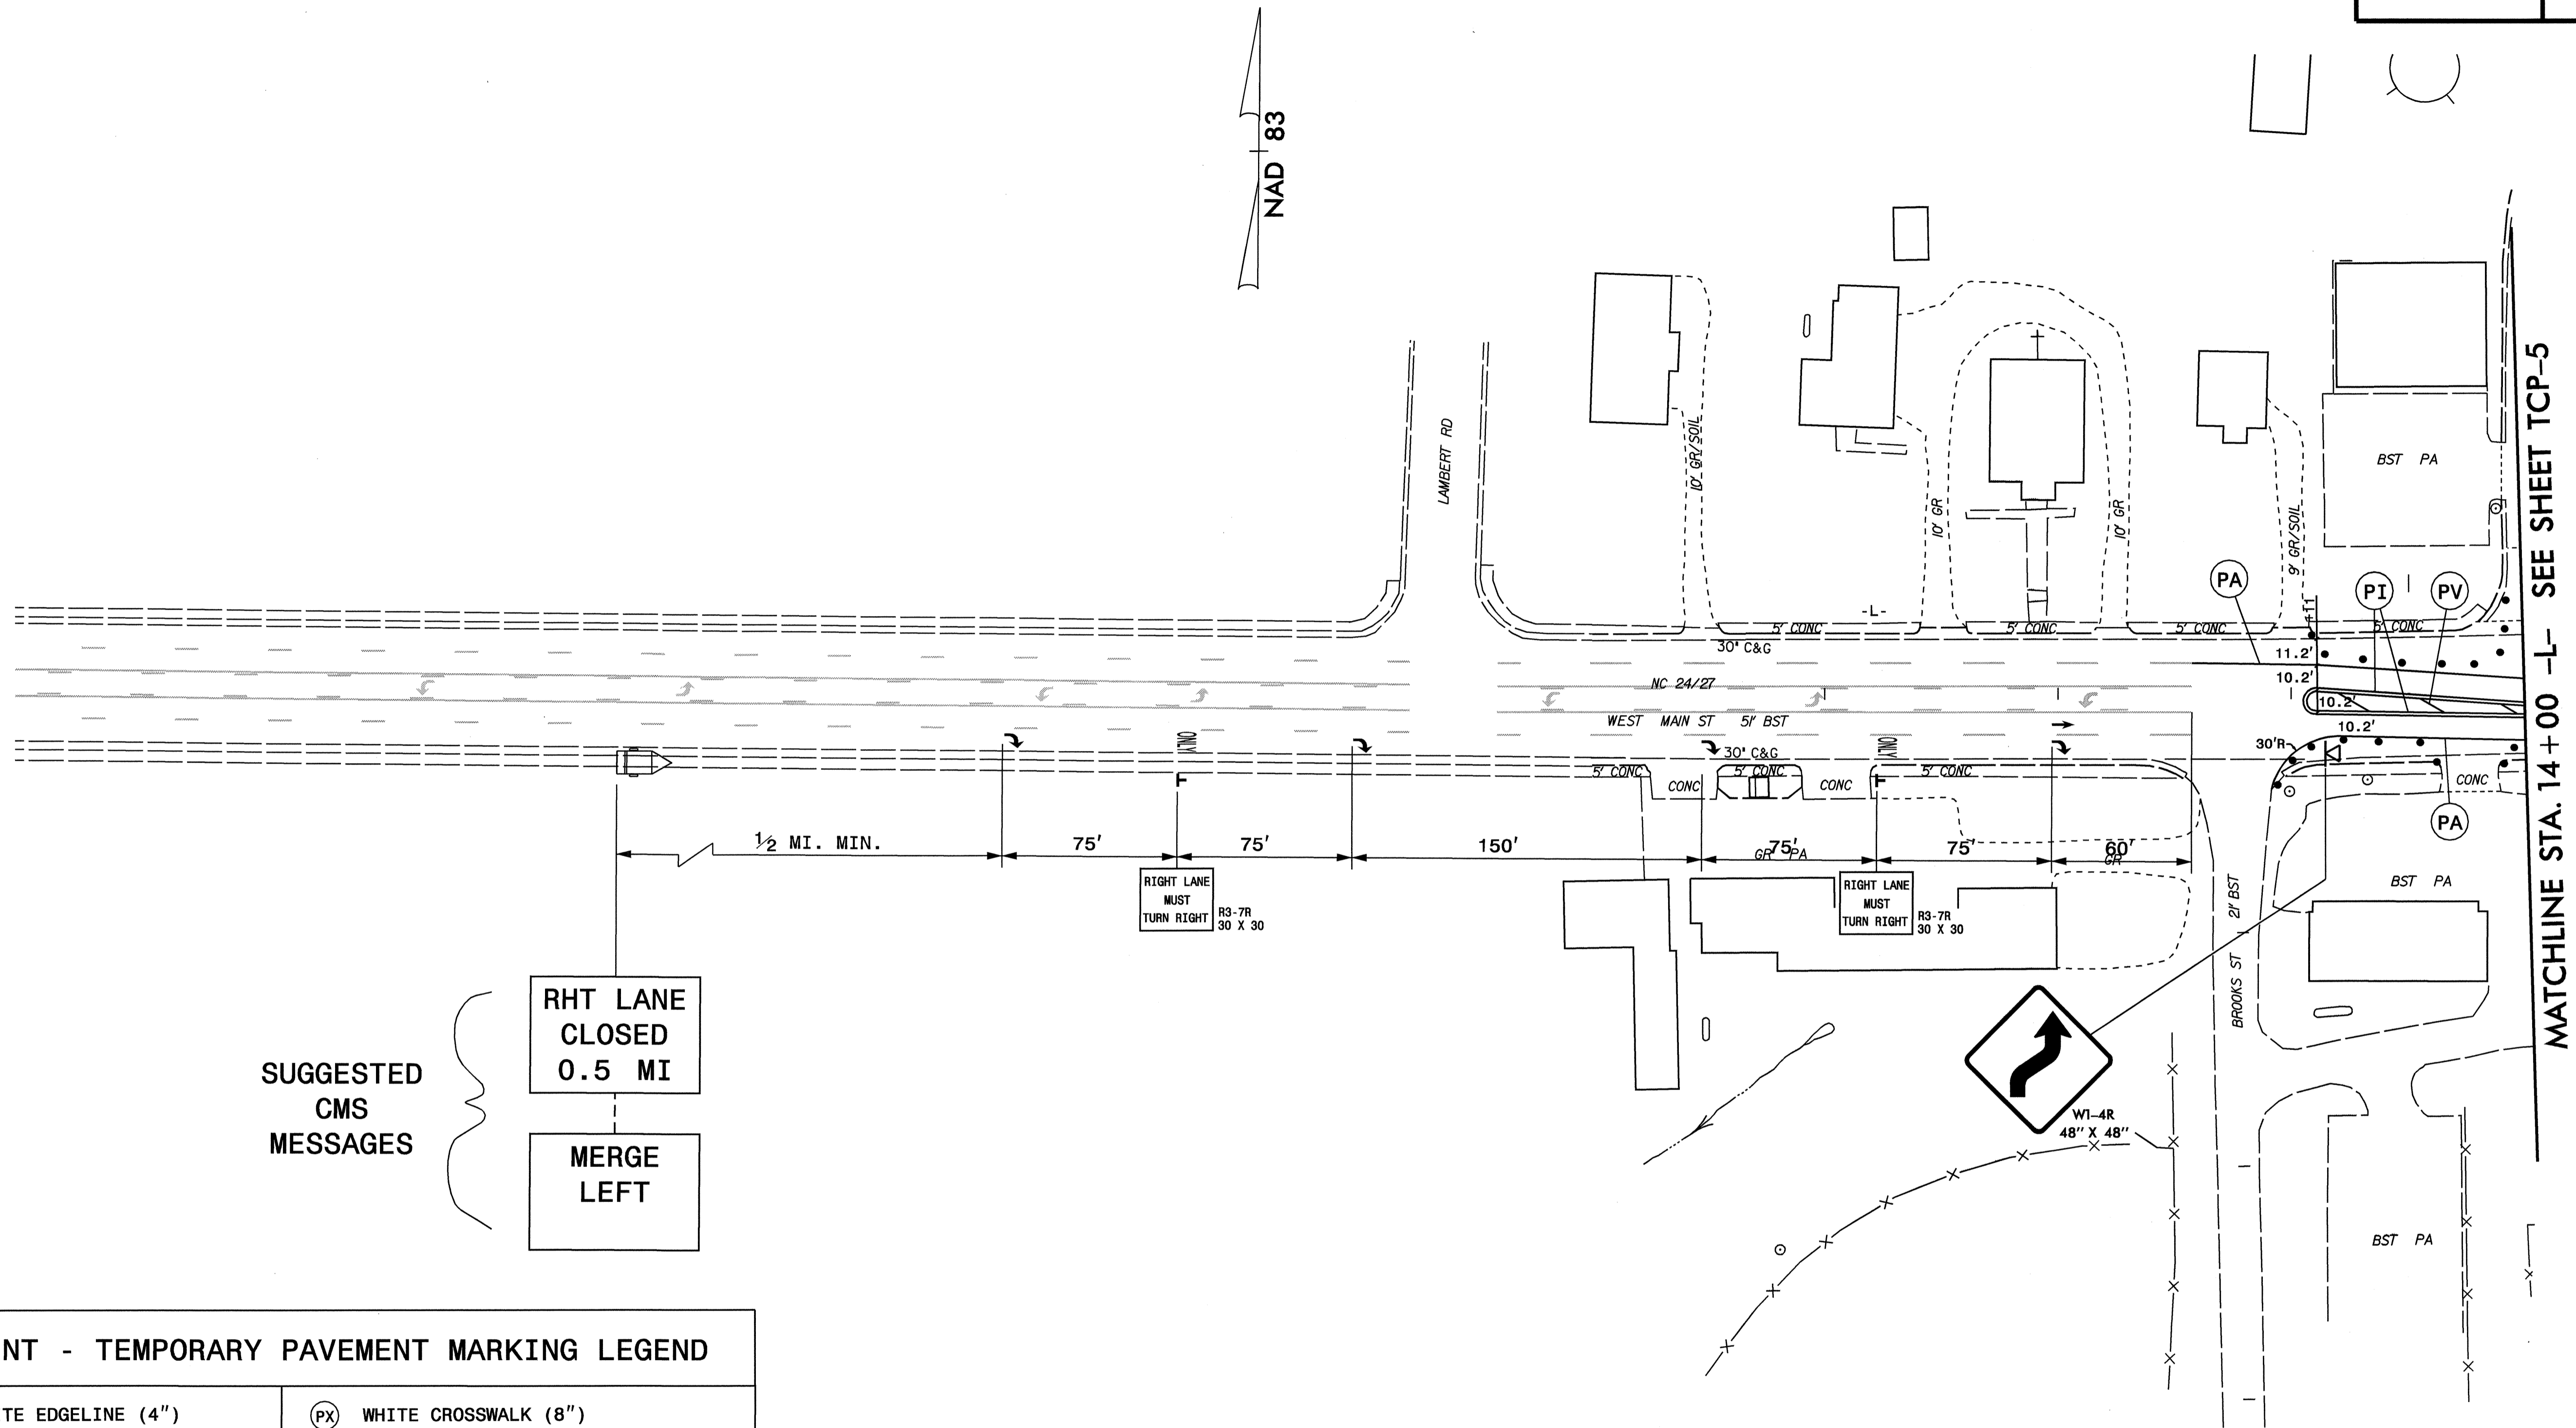 NAD 83
LAMBERT RD
10' GR/SOIL
10' GR
10' GR
9' GR/SOIL
BST PA
PA
PI
PV
-L-
+11
5' CONC
5' CONC
5' CONC
5' CONC
30" C&G
11.2'
10.2'
10.2'
10.2'
NC 24/27
WEST MAIN ST 51' BST
ONLY
ONLY
30" C&G
30'R
5' CONC
5' CONC
5' CONC
CONC
CONC
CONC
PA
1/2 MI. MIN.
75'
75'
150'
75'
75'
60'
GR PA
GR
RIGHT LANE
MUST
TURN RIGHT
R3-7R
30 X 30
RIGHT LANE
MUST
TURN RIGHT
R3-7R
30 X 30
BST PA
BROOKS ST 21' BST
MATCHLINE STA. 14+00 -L- SEE SHEET TCP-5
RHT LANE
CLOSED
0.5 MI
SUGGESTED
CMS
MESSAGES
MERGE
LEFT
W1-4R
48" X 48"
BST PA
NT - TEMPORARY PAVEMENT MARKING LEGEND
TE EDGELINE (4")
PX WHITE CROSSWALK (8")